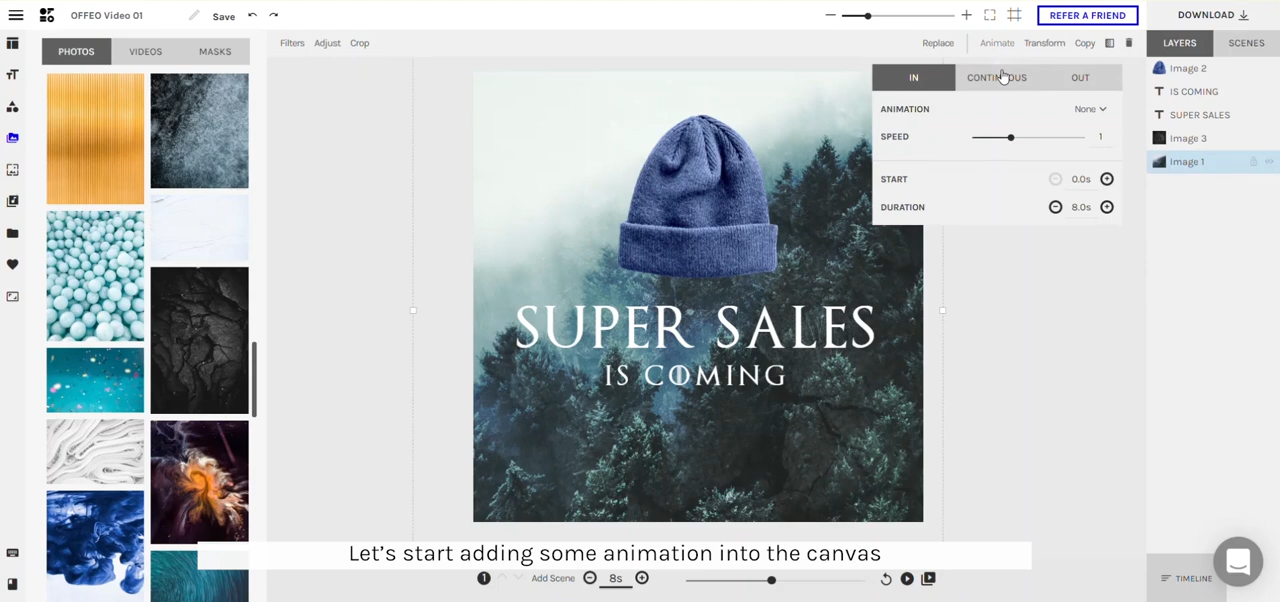 OFFEO Video 01
Save
REFER A FRIEND
DOWNLOAD
PHOTOS
VIDEOS
MASKS
Filters
Adjust
Crop
Replace
Animate
Transform
Copy
LAYERS
SCENES
IN
CONTINUOUS
OUT
ANIMATION
None
SPEED
1
START
0.0s
DURATION
8.0s
Image 2
IS COMING
SUPER SALES
Image 3
Image 1
SUPER SALES
IS COMING
Let's start adding some animation into the canvas
1
Add Scene
8s
TIMELINE